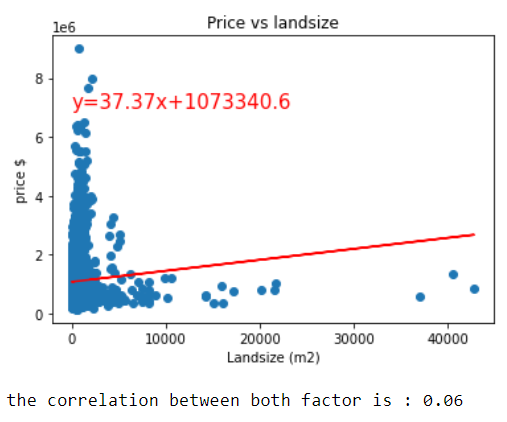 Price vs landsize
1e6
y=37.37x+1073340.6
8
6
4
2
0
price $
0 10000 20000 30000 40000
Landsize (m2)
the correlation between both factor is : 0.06